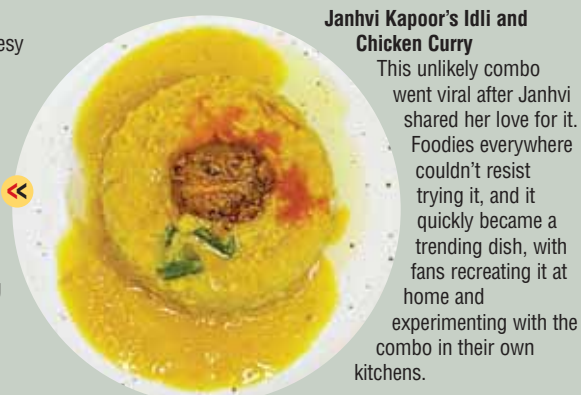 esy
Janhvi Kapoor's Idli and
Chicken Curry
This unlikely combo
went viral after Janhvi
shared her love for it.
Foodies everywhere
couldn't resist
trying it, and it
quickly became a
trending dish, with
fans recreating it at
home and
experimenting with the
combo in their own
kitchens.